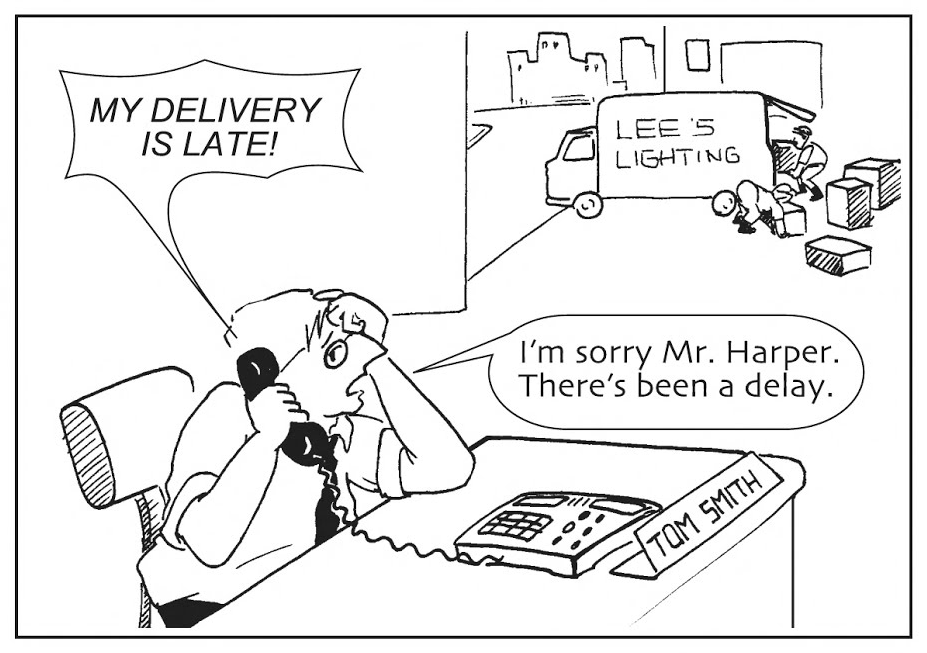 MY DELIVERY
IS LATE!
LEE'S
LIGHTING
I'm sorry Mr. Harper.
There's been a delay.
TOM SMITH